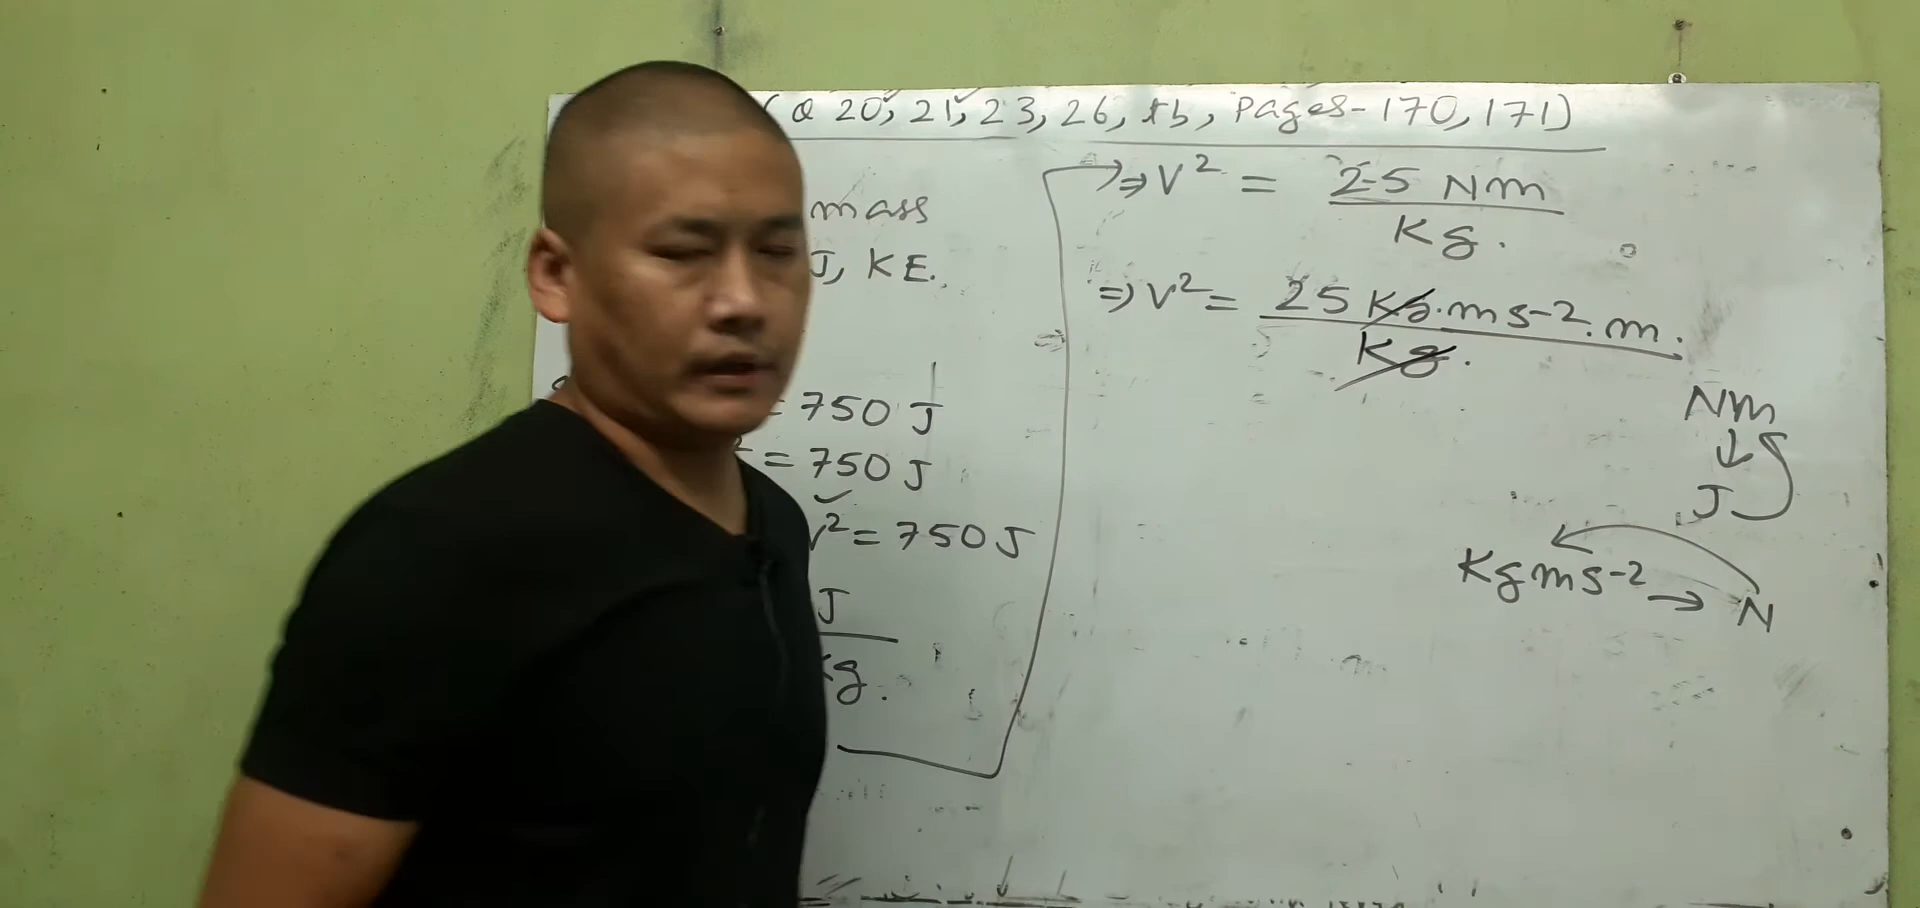 (Q 20, 21, 23, 26, tb, Pages-170, 171)
mass
J, KE.
= 750 J
= 750 J
v² = 750 J
J
kg.
=> V² = 25 Nm
Kg.
=> V² = 25 Kg.ms-2.m.
Kg.
Nm
↓
J
Kgms-2 → N